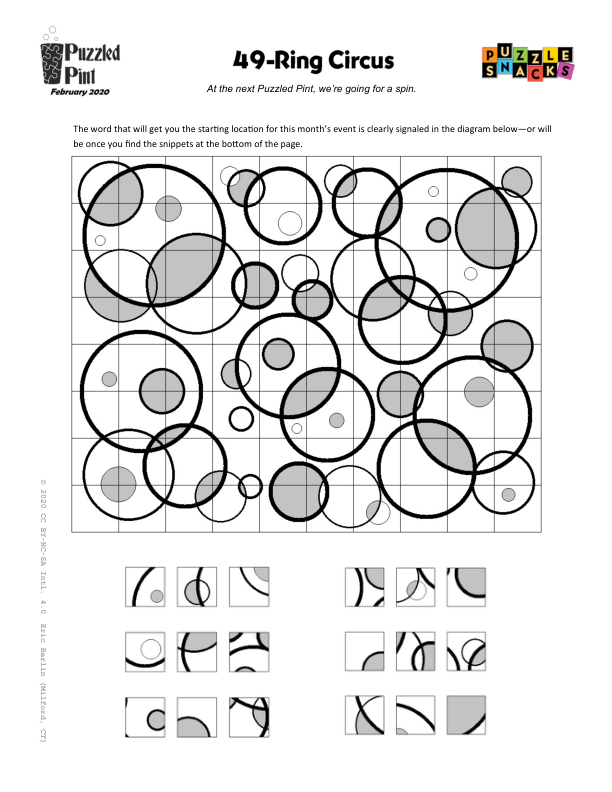 Puzzled
Pint
February 2020
49-Ring Circus
At the next Puzzled Pint, we're going for a spin.
PUZZLE
SNACKS
The word that will get you the starting location for this month's event is clearly signaled in the diagram below—or will
be once you find the snippets at the bottom of the page.
© 2020 CC BY-NC-SA Intl. 4.0 Eric Berlin (Milford, CT)